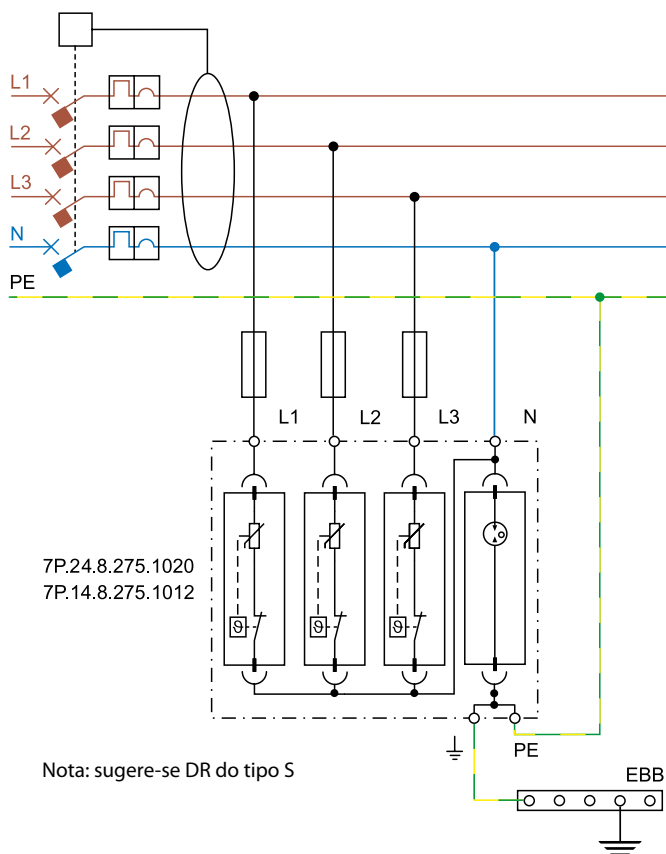 L1
L2
L3
N
PE
L1 L2 L3 N
7P.24.8.275.1020
7P.14.8.275.1012
ϑ ϑ ϑ
PE
Nota: sugere-se DR do tipo S
EBB